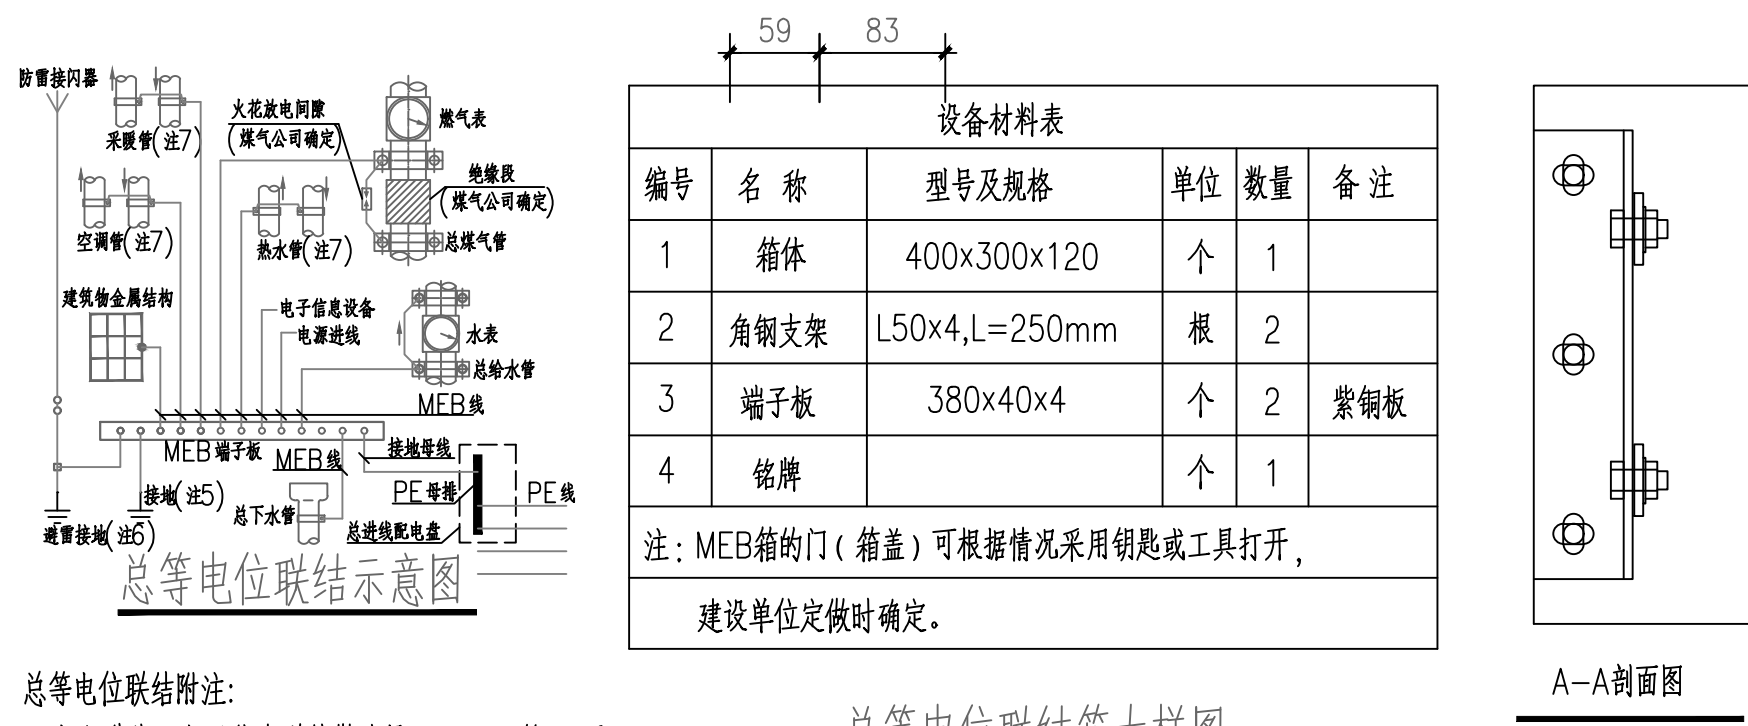 59 83
防雷接闪器
采暖管(注7)
火花放电间隙
(煤气公司确定)
燃气表
绝缘段
(煤气公司确定)
空调管(注7)
热水管(注7)
总煤气管
建筑物金属结构
电子信息设备
电源进线
水表
总给水管
MEB线
MEB端子板
MEB线
接地母线
接地(注5)
PE母排
PE线
总下水管
总进线配电盘
避雷接地(注6)
总等电位联结示意图
设备材料表
编号 名 称 型号及规格 单位 数量 备 注
1 箱体 400x300x120 个 1
2 角钢支架 L50x4,L=250mm 根 2
3 端子板 380x40x4 个 2 紫铜板
4 铭牌 个 1
注：MEB箱的门(箱盖)可根据情况采用钥匙或工具打开,
建设单位定做时确定。
A-A剖面图
总等电位联结附注: